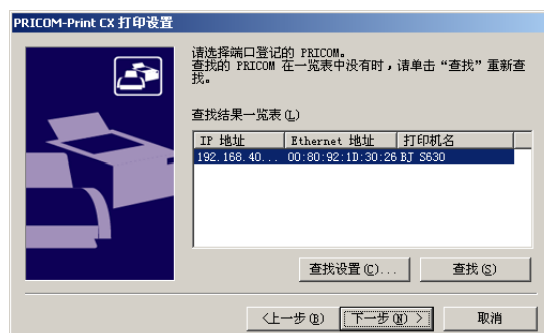 PRICOM-Print CX 打印设置
请选择端口登记的 PRICOM。
查找的 PRICOM 在一览表中没有时，请单击“查找”重新查
找。
查找结果一览表(L)
IP 地址 Ethernet 地址 打印机名
192.168.40... 00:80:92:1D:30:26 BJ S630
查找设置(C)... 查找(S)
<上一步(B) 下一步(N) > 取消